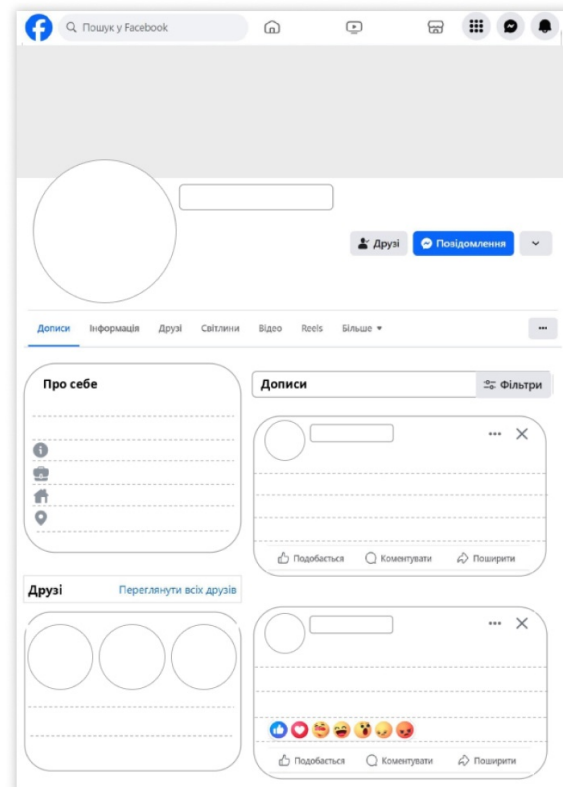 Пошук у Facebook
Друзі
Повідомлення
Дописи Інформація Друзі Світлини Відео Reels Більше
Про себе
Друзі Переглянути всіх друзів
Дописи Фільтри
Подобається Коментувати Поширити
Подобається Коментувати Поширити